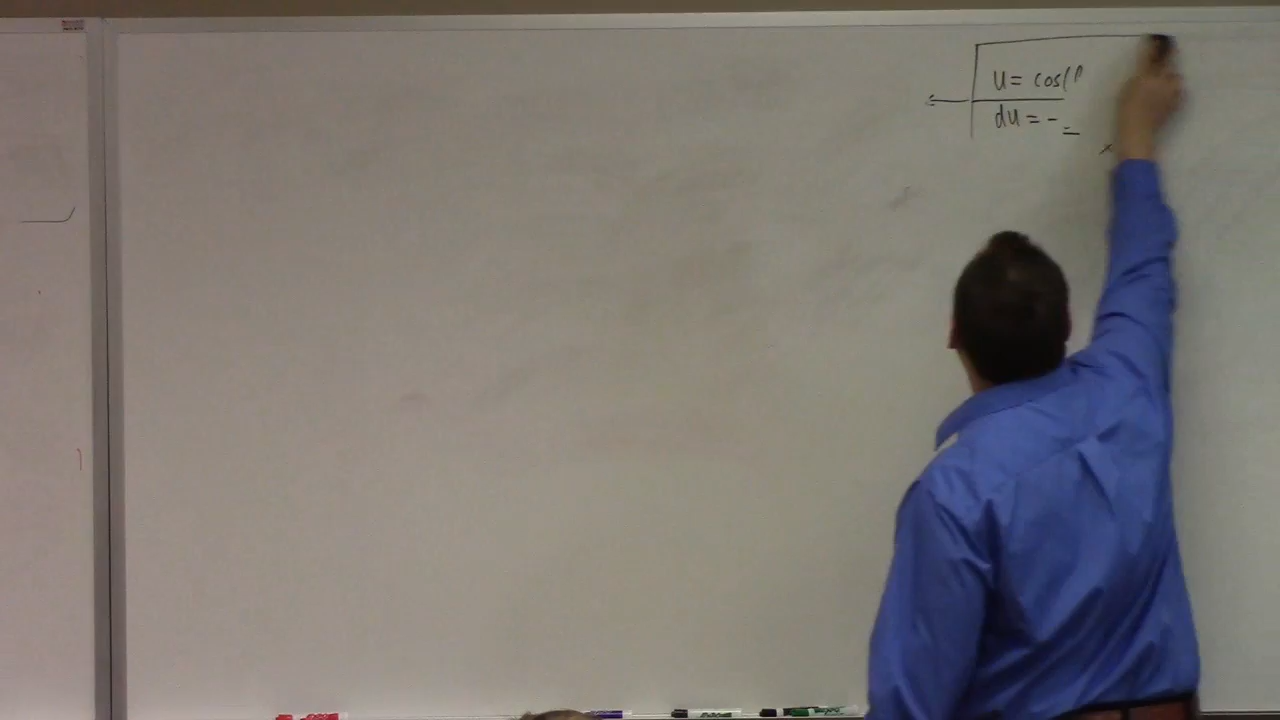 u = cos(
du = -